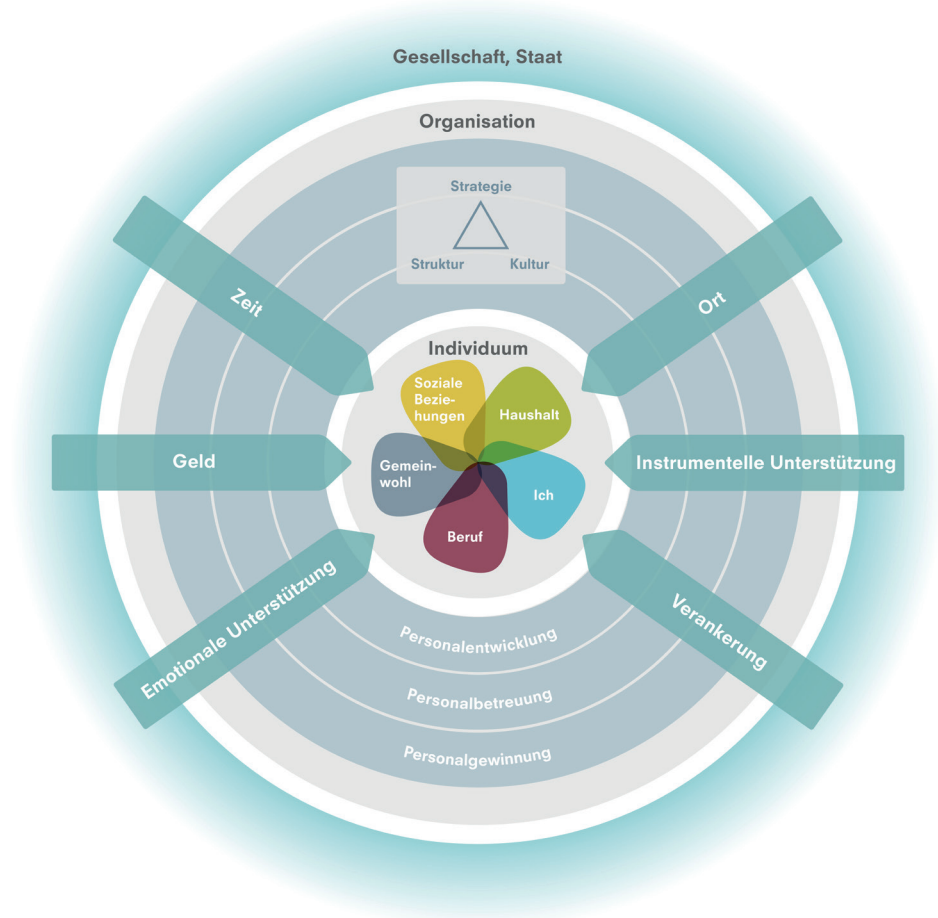 Gesellschaft, Staat
Organisation
Strategie
Struktur
Kultur
Zeit
Ort
Individuum
Soziale
Bezie-
hungen
Haushalt
Gemein-
wohl
Ich
Beruf
Geld
Instrumentelle Unterstützung
Emotionale Unterstützung
Verankerung
Personalentwicklung
Personalbetreuung
Personalgewinnung